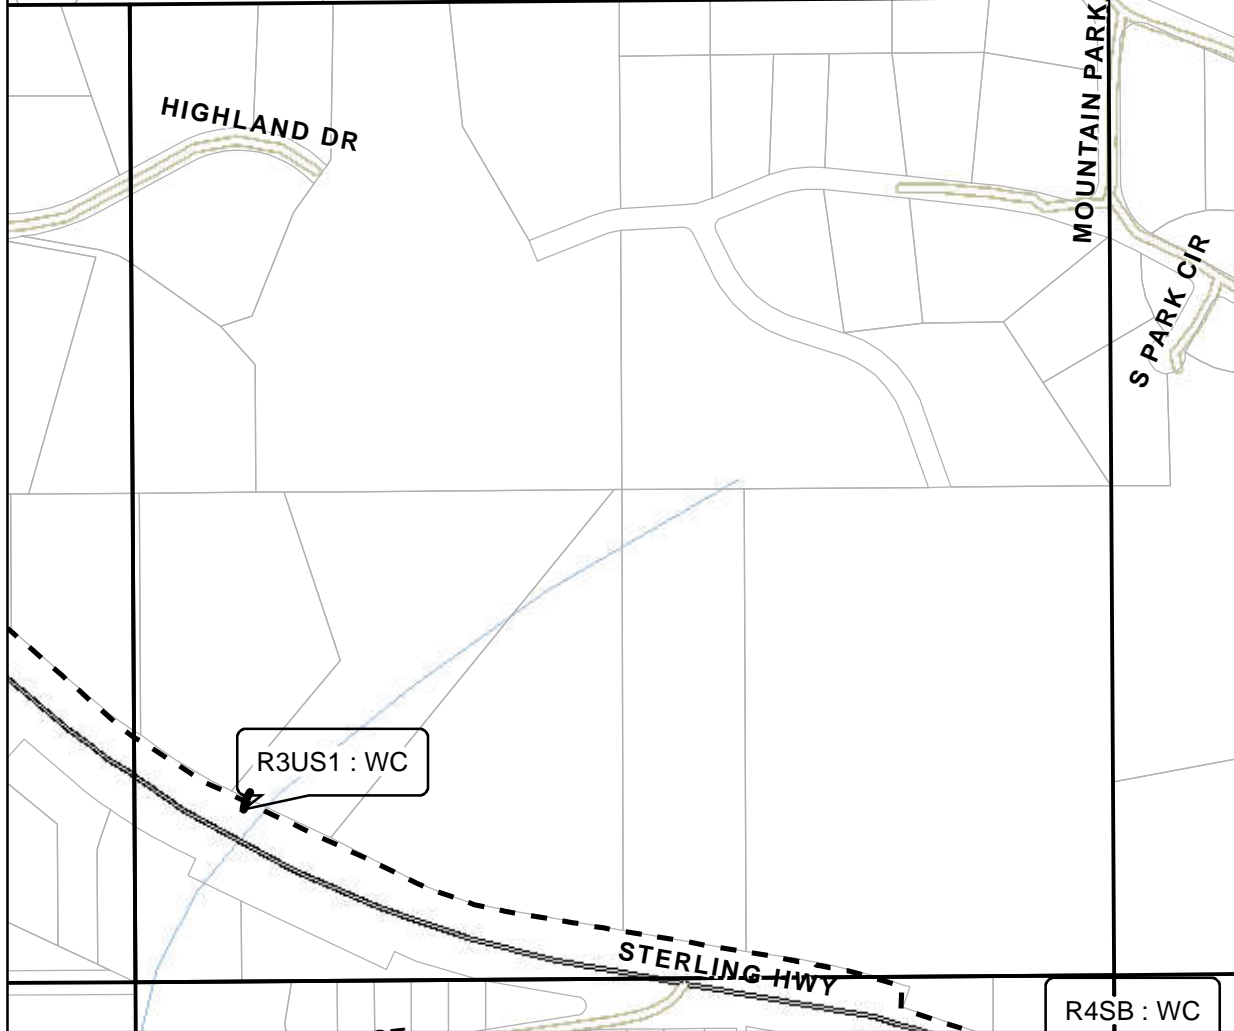 HIGHLAND DR
MOUNTAIN PARK
S PARK CIR
R3US1 : WC
STERLING HWY
R4SB : WC